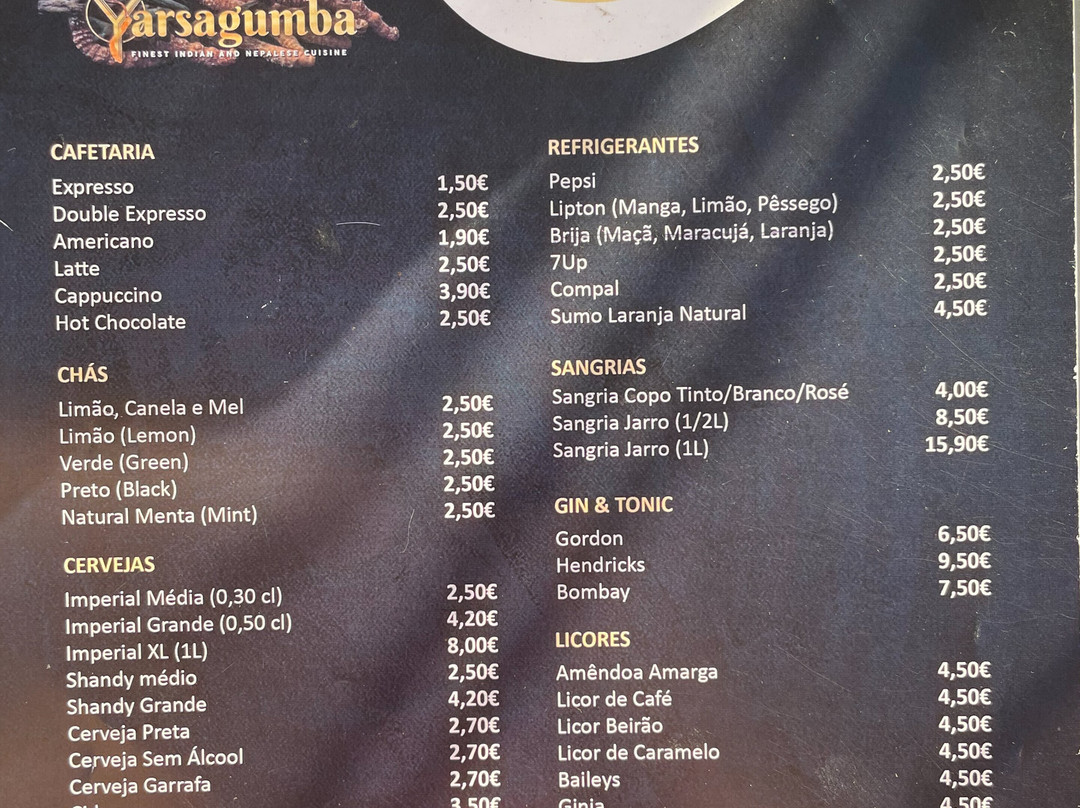 Yarsagumba
FINEST INDIAN AND NEPALESE CUISINE
CAFETARIA
Expresso 1,50€
Double Expresso 2,50€
Americano 1,90€
Latte 2,50€
Cappuccino 3,90€
Hot Chocolate 2,50€
CHÁS
Limão, Canela e Mel 2,50€
Limão (Lemon) 2,50€
Verde (Green) 2,50€
Preto (Black) 2,50€
Natural Menta (Mint) 2,50€
CERVEJAS
Imperial Média (0,30 cl) 2,50€
Imperial Grande (0,50 cl) 4,20€
Imperial XL (1L) 8,00€
Shandy médio 2,50€
Shandy Grande 4,20€
Cerveja Preta 2,70€
Cerveja Sem Álcool 2,70€
Cerveja Garrafa 2,70€
3,50€
REFRIGERANTES
Pepsi 2,50€
Lipton (Manga, Limão, Pêssego) 2,50€
Brija (Maçã, Maracujá, Laranja) 2,50€
7Up 2,50€
Compal 2,50€
Sumo Laranja Natural 4,50€
SANGRIAS
Sangria Copo Tinto/Branco/Rosé 4,00€
Sangria Jarro (1/2L) 8,50€
Sangria Jarro (1L) 15,90€
GIN & TONIC
Gordon 6,50€
Hendricks 9,50€
Bombay 7,50€
LICORES
Amêndoa Amarga 4,50€
Licor de Café 4,50€
Licor Beirão 4,50€
Licor de Caramelo 4,50€
Baileys 4,50€
Ginja 4,50€